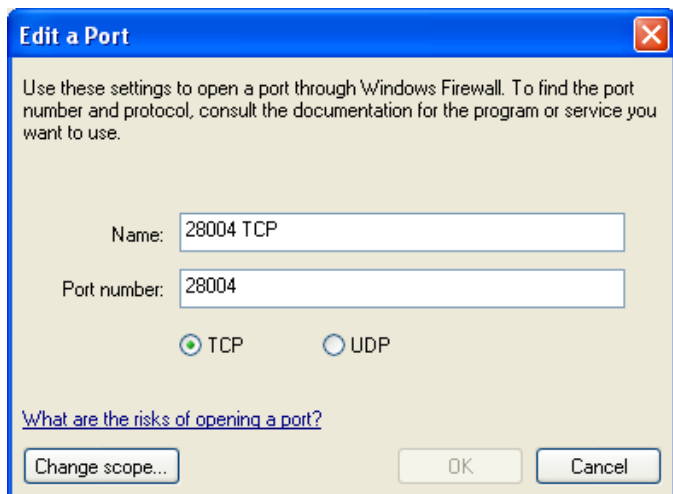 Edit a Port
Use these settings to open a port through Windows Firewall. To find the port
number and protocol, consult the documentation for the program or service you
want to use.
Name: 28004 TCP
Port number: 28004
TCP UDP
What are the risks of opening a port?
Change scope... OK Cancel